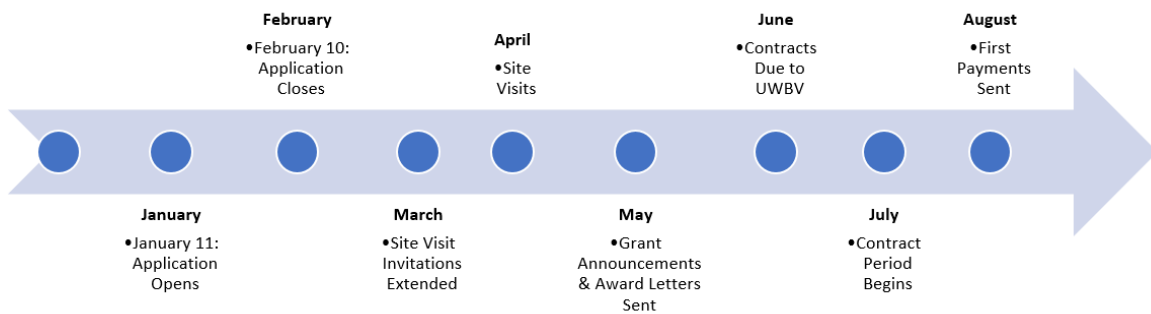 February
•February 10:
Application
Closes
April
•Site
Visits
June
•Contracts
Due to
UWBV
August
•First
Payments
Sent
January
•January 11:
Application
Opens
March
•Site Visit
Invitations
Extended
May
•Grant
Announcements
& Award Letters
Sent
July
•Contract
Period
Begins